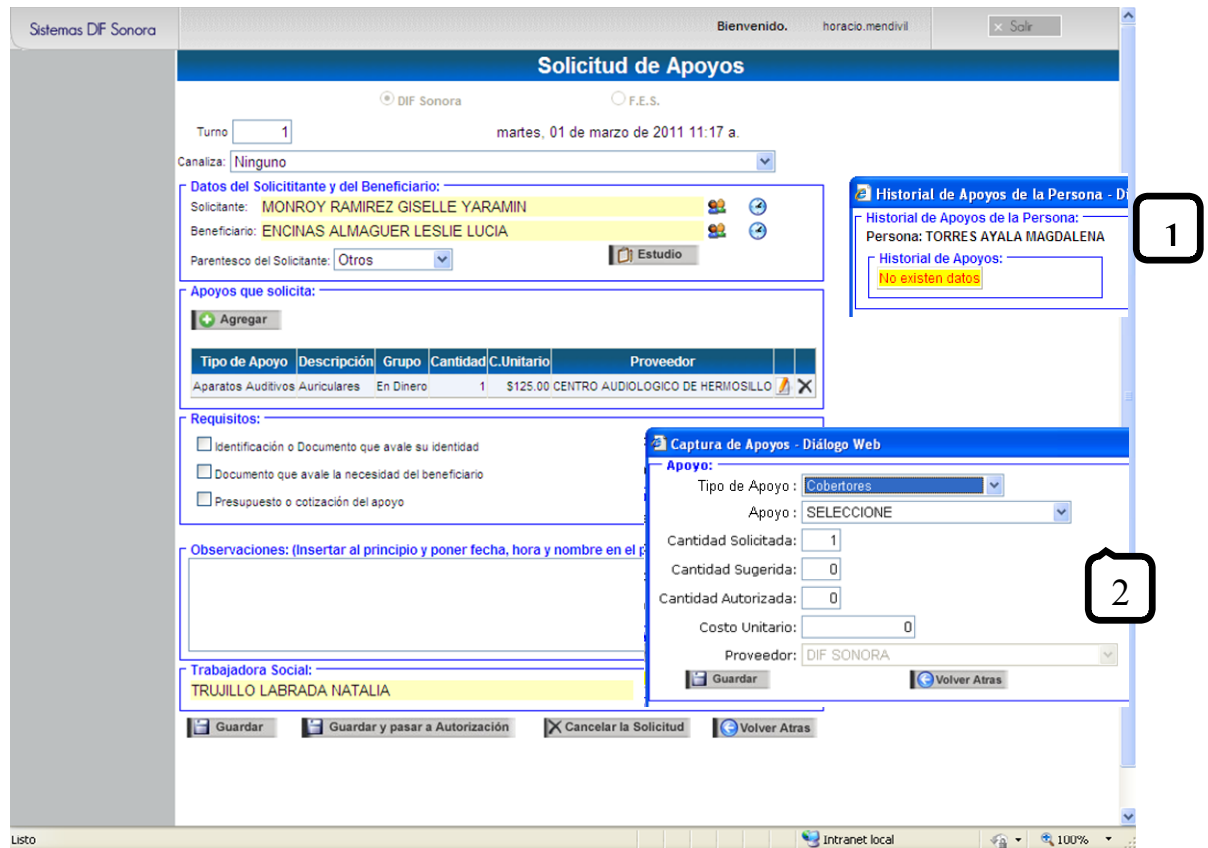 Sistemas DIF Sonora
Bienvenido. horacio.mendivil
Salir
Solicitud de Apoyos
DIF Sonora F.E.S.
Turno 1 martes, 01 de marzo de 2011 11:17 a.
Canaliza: Ninguno
Datos del Solicititante y del Beneficiario:
Solicitante: MONROY RAMIREZ GISELLE YARAMIN
Beneficiario: ENCINAS ALMAGUER LESLIE LUCIA
Parentesco del Solicitante: Otros Estudio
Apoyos que solicita:
Agregar
Tipo de Apoyo Descripción Grupo Cantidad C.Unitario Proveedor
Aparatos Auditivos Auriculares En Dinero 1 $125.00 CENTRO AUDIOLOGICO DE HERMOSILLO
Requisitos:
Identificación o Documento que avale su identidad
Documento que avale la necesidad del beneficiario
Presupuesto o cotización del apoyo
Observaciones: (Insertar al principio y poner fecha, hora y nombre en el
Trabajadora Social:
TRUJILLO LABRADA NATALIA
Guardar Guardar y pasar a Autorización Cancelar la Solicitud Volver Atras
Historial de Apoyos de la Persona -
Historial de Apoyos de la Persona:
Persona: TORRES AYALA MAGDALENA
Historial de Apoyos:
No existen datos
1
Captura de Apoyos - Diálogo Web
Apoyo:
Tipo de Apoyo : Cobertores
Apoyo : SELECCIONE
Cantidad Solicitada: 1
Cantidad Sugerida: 0
Cantidad Autorizada: 0
Costo Unitario: 0
Proveedor: DIF SONORA
Guardar Volver Atras
2
Listo Intranet local 100%